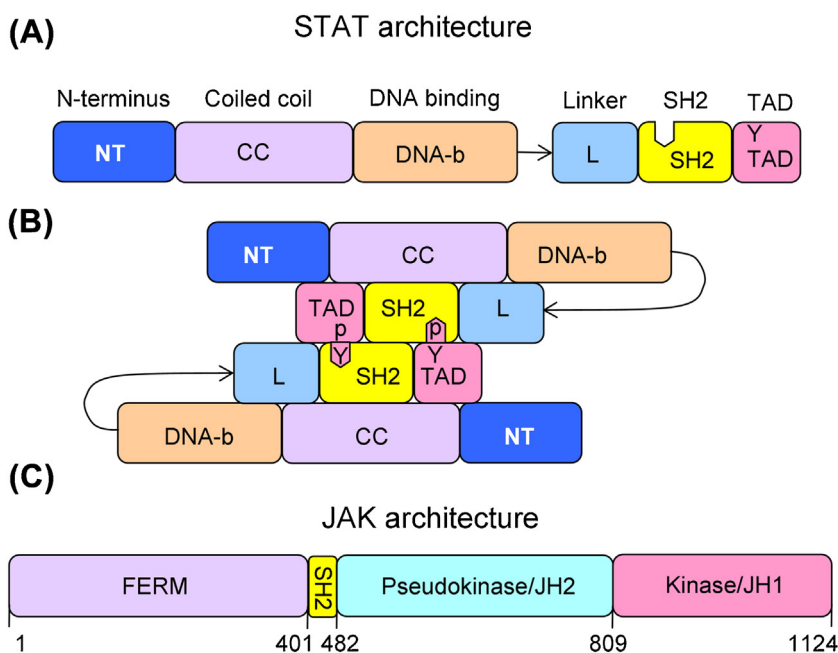 (A)
STAT architecture
N-terminus Coiled coil DNA binding Linker SH2 TAD
NT CC DNA-b L SH2 Y TAD
(B)
NT CC DNA-b
TAD SH2 L
p p
Y Y
L SH2 TAD
DNA-b CC NT
(C)
JAK architecture
FERM SH2 Pseudokinase/JH2 Kinase/JH1
1 401 482 809 1124